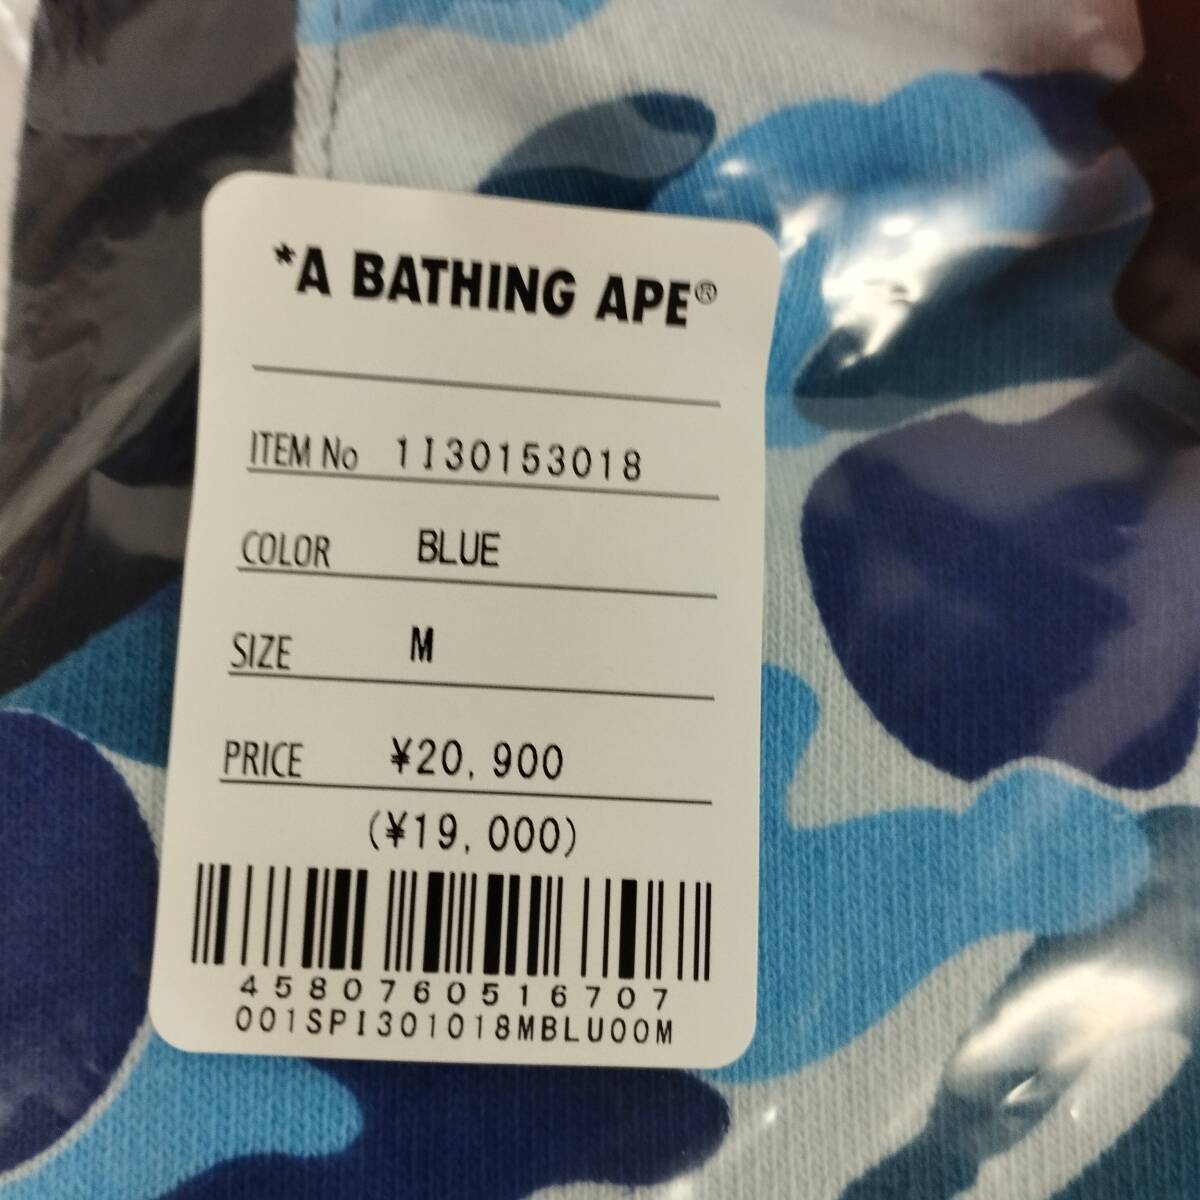 *A BATHING APE®
ITEM No 1I30153018
COLOR BLUE
SIZE M
PRICE ¥20,900
(¥19,000)
4580760516707
001SPI301018MBLU00M